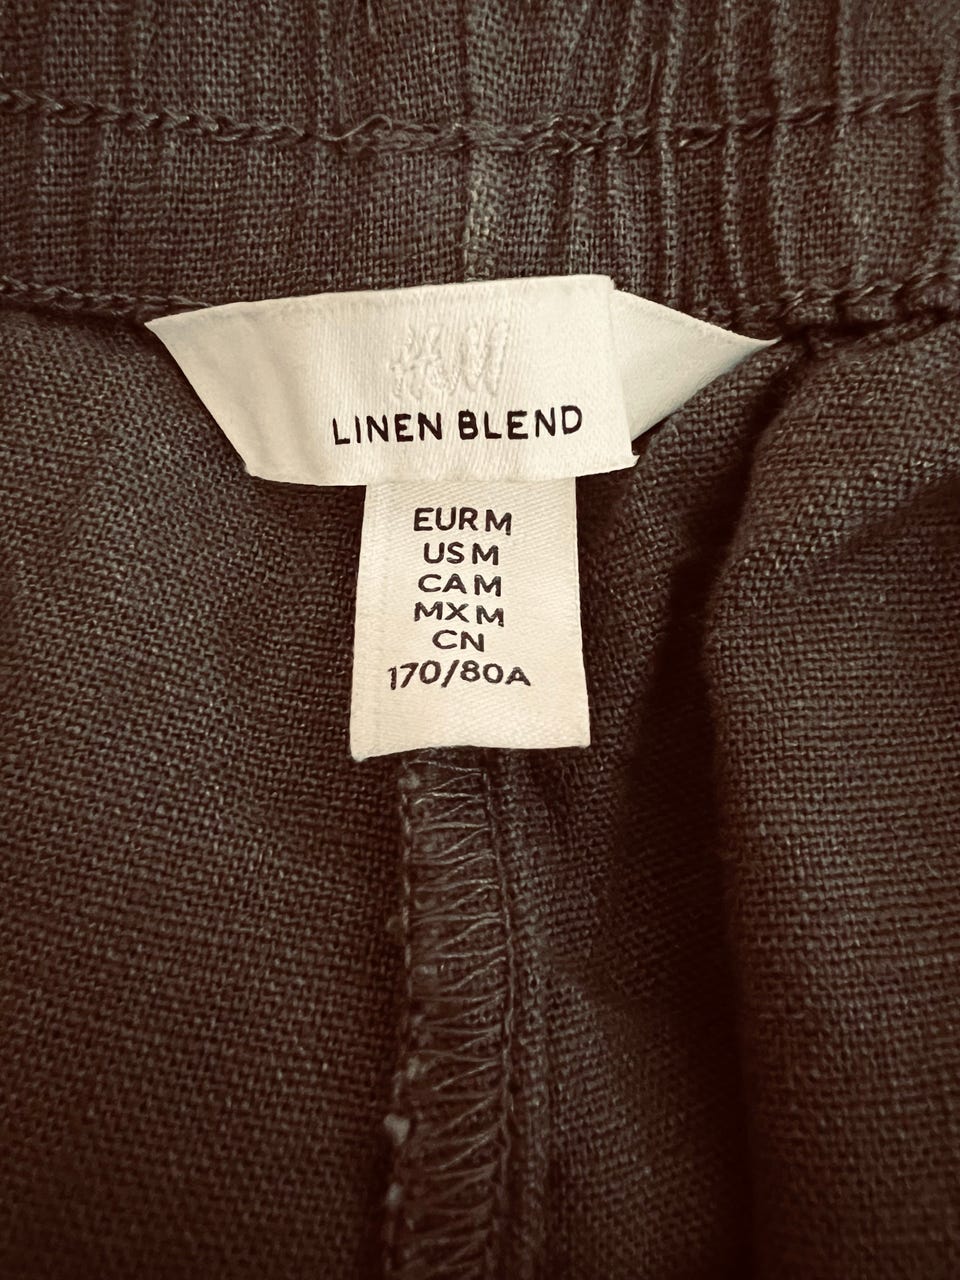 H&M
LINEN BLEND
EUR M
US M
CA M
MX M
CN
170/80A